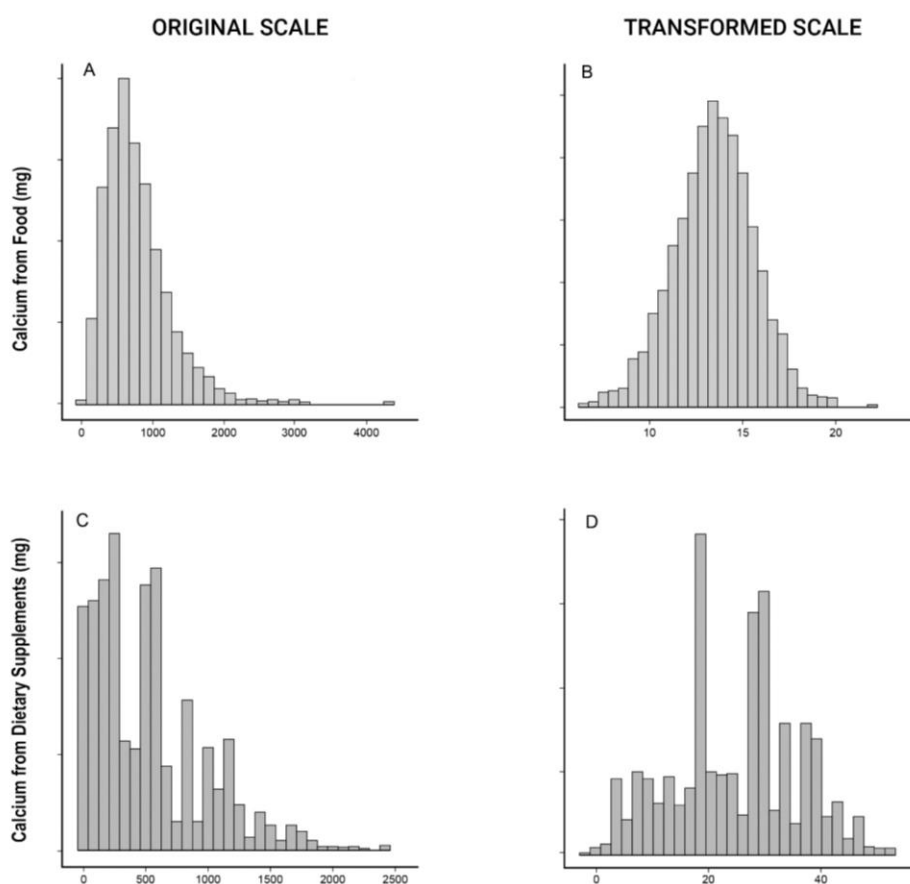 ORIGINAL SCALE
TRANSFORMED SCALE
Calcium from Food (mg)
A
0 1000 2000 3000 4000
B
10 15 20
Calcium from Dietary Supplements (mg)
C
0 500 1000 1500 2000 2500
D
0 20 40